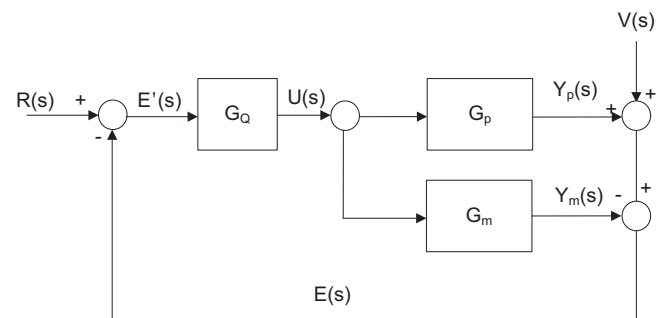 V(s)
R(s) + E’(s) G_Q U(s) G_p Y_p(s) + +
-
G_m Y_m(s) - +
E(s)